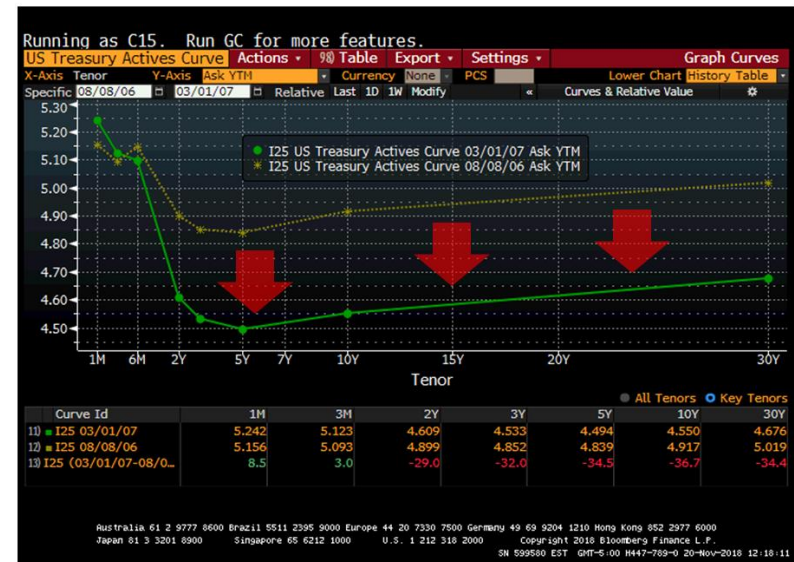 Running as C15. Run GC for more features.
US Treasury Actives Curve Actions 98) Table Export Settings Graph Curves
X-Axis Tenor Y-Axis Ask YTM Currency None PCS Lower Chart History Table
Specific 08/08/06 03/01/07 Relative Last 1D 1W Modify « Curves & Relative Value
5.30
5.20
5.10
5.00
4.90
4.80
4.70
4.60
4.50
I25 US Treasury Actives Curve 03/01/07 Ask YTM
I25 US Treasury Actives Curve 08/08/06 Ask YTM
1M 6M 2Y 5Y 7Y 10Y 15Y 20Y 30Y
Tenor
All Tenors Key Tenors
Curve Id 1M 3M 2Y 3Y 5Y 10Y 30Y
11) I25 03/01/07 5.242 5.123 4.609 4.533 4.494 4.550 4.676
12) I25 08/08/06 5.156 5.093 4.899 4.852 4.839 4.917 5.019
13) I25 (03/01/07-08/0... 8.5 3.0 -29.0 -32.0 -34.5 -36.7 -34.4
Australia 61 2 9777 8600 Brazil 5511 2395 9000 Europe 44 20 7330 7500 Germany 49 69 9204 1210 Hong Kong 852 2977 6000
Japan 81 3 3201 8900 Singapore 65 6212 1000 U.S. 1 212 318 2000 Copyright 2018 Bloomberg Finance L.P.
SN 599580 EST GMT-5:00 H447-789-0 20-Nov-2018 12:18:11